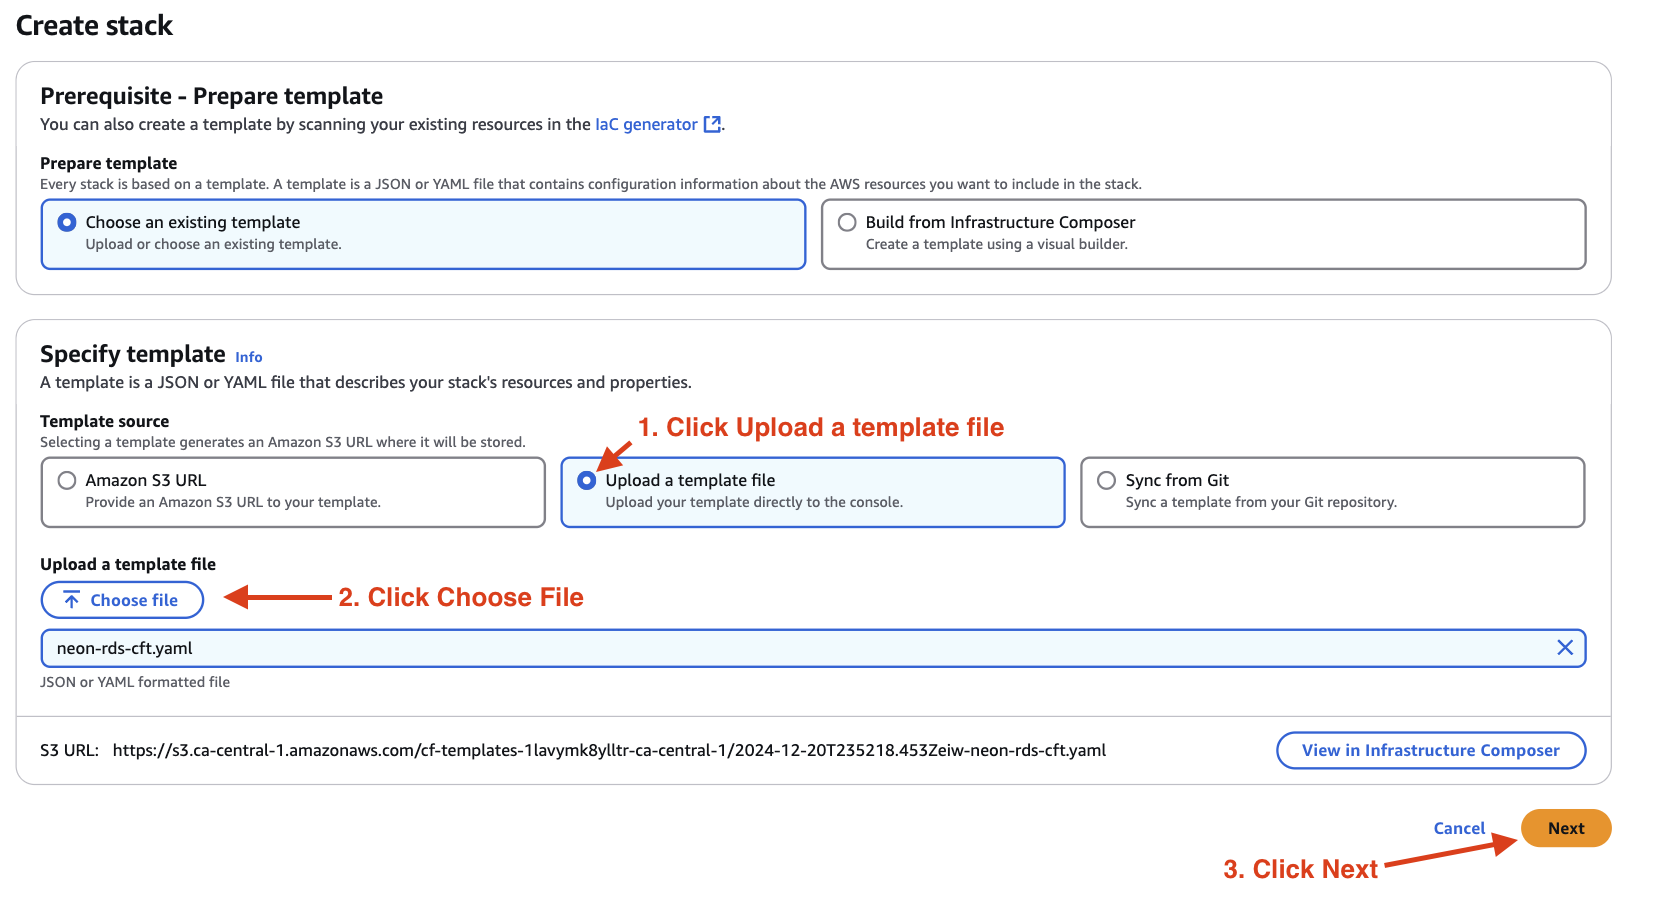 Create stack
Prerequisite - Prepare template
You can also create a template by scanning your existing resources in the IaC generator.
Prepare template
Every stack is based on a template. A template is a JSON or YAML file that contains configuration information about the AWS resources you want to include in the stack.
Choose an existing template
Upload or choose an existing template.
Build from Infrastructure Composer
Create a template using a visual builder.
Specify template Info
A template is a JSON or YAML file that describes your stack's resources and properties.
Template source
Selecting a template generates an Amazon S3 URL where it will be stored.
1. Click Upload a template file
Amazon S3 URL
Provide an Amazon S3 URL to your template.
Upload a template file
Upload your template directly to the console.
Sync from Git
Sync a template from your Git repository.
Upload a template file
Choose file
2. Click Choose File
neon-rds-cft.yaml
JSON or YAML formatted file
S3 URL: https://s3.ca-central-1.amazonaws.com/cf-templates-1lavymk8ylltr-ca-central-1/2024-12-20T235218.453Zeiw-neon-rds-cft.yaml
View in Infrastructure Composer
Cancel
Next
3. Click Next